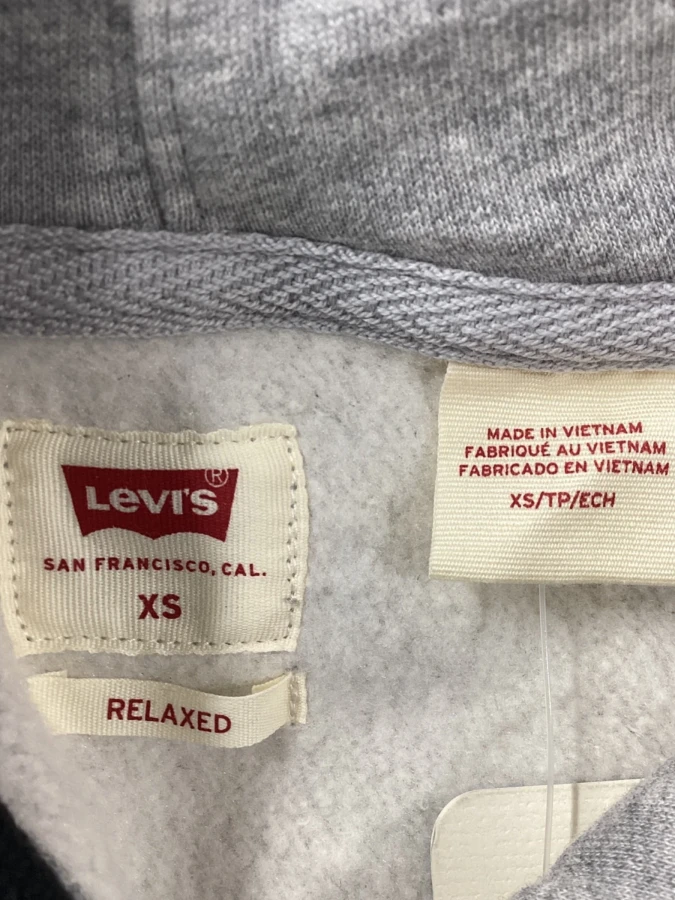 LEVI'S®
SAN FRANCISCO, CAL.
XS
RELAXED
MADE IN VIETNAM
FABRIQUÉ AU VIETNAM
FABRICADO EN VIETNAM
XS/TP/ECH